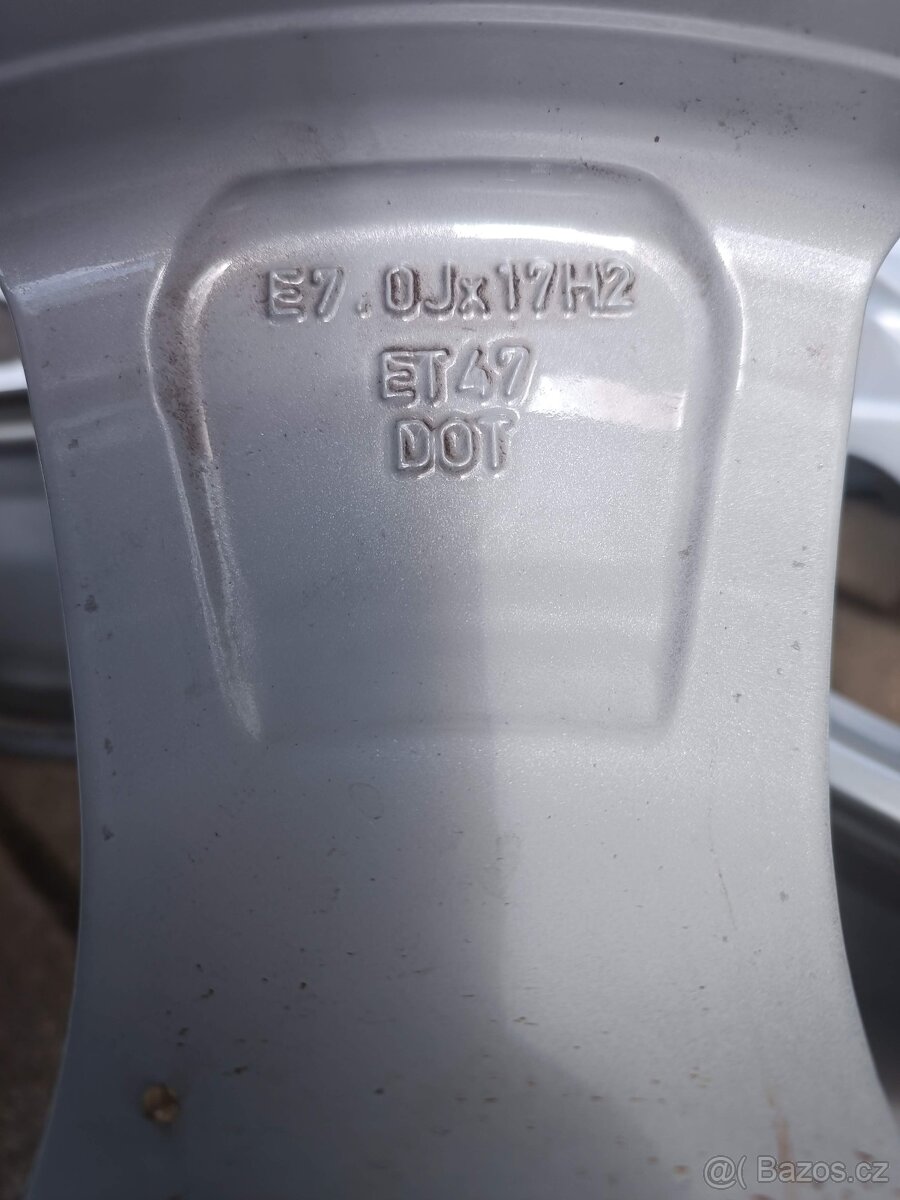 E7.0Jx17H2
ET47
DOT
@( Bazos.cz